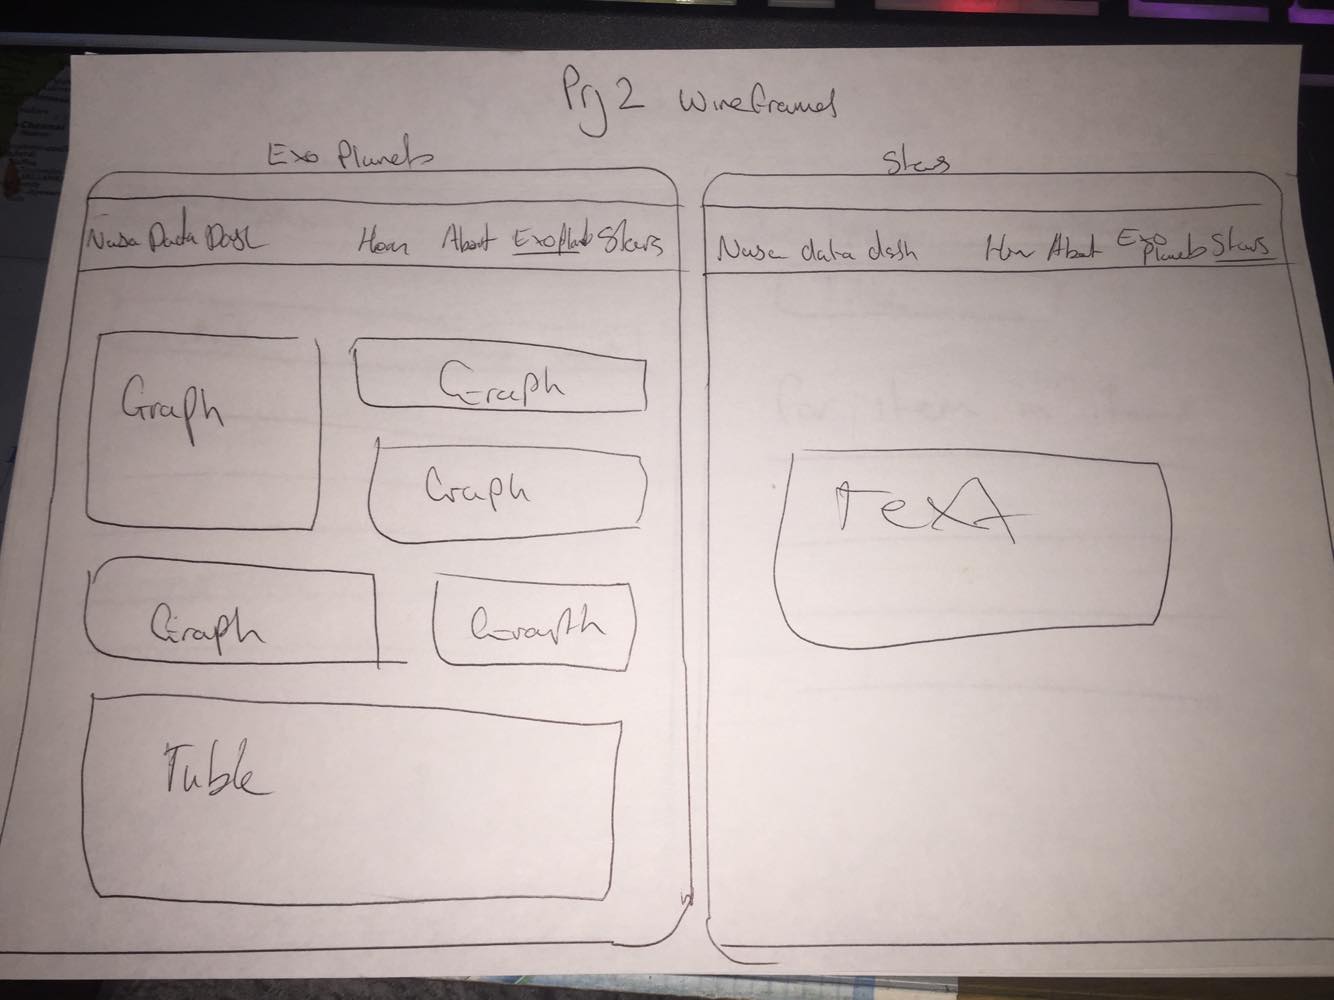 Prj 2 Wireframes
Exo Planets
Nasa Data Dash Home About Exoplanets Stars
Graph
Graph
Graph
Graph
Graph
Table
Stars
Nasa data dash Home About Exo Planets Stars
Text